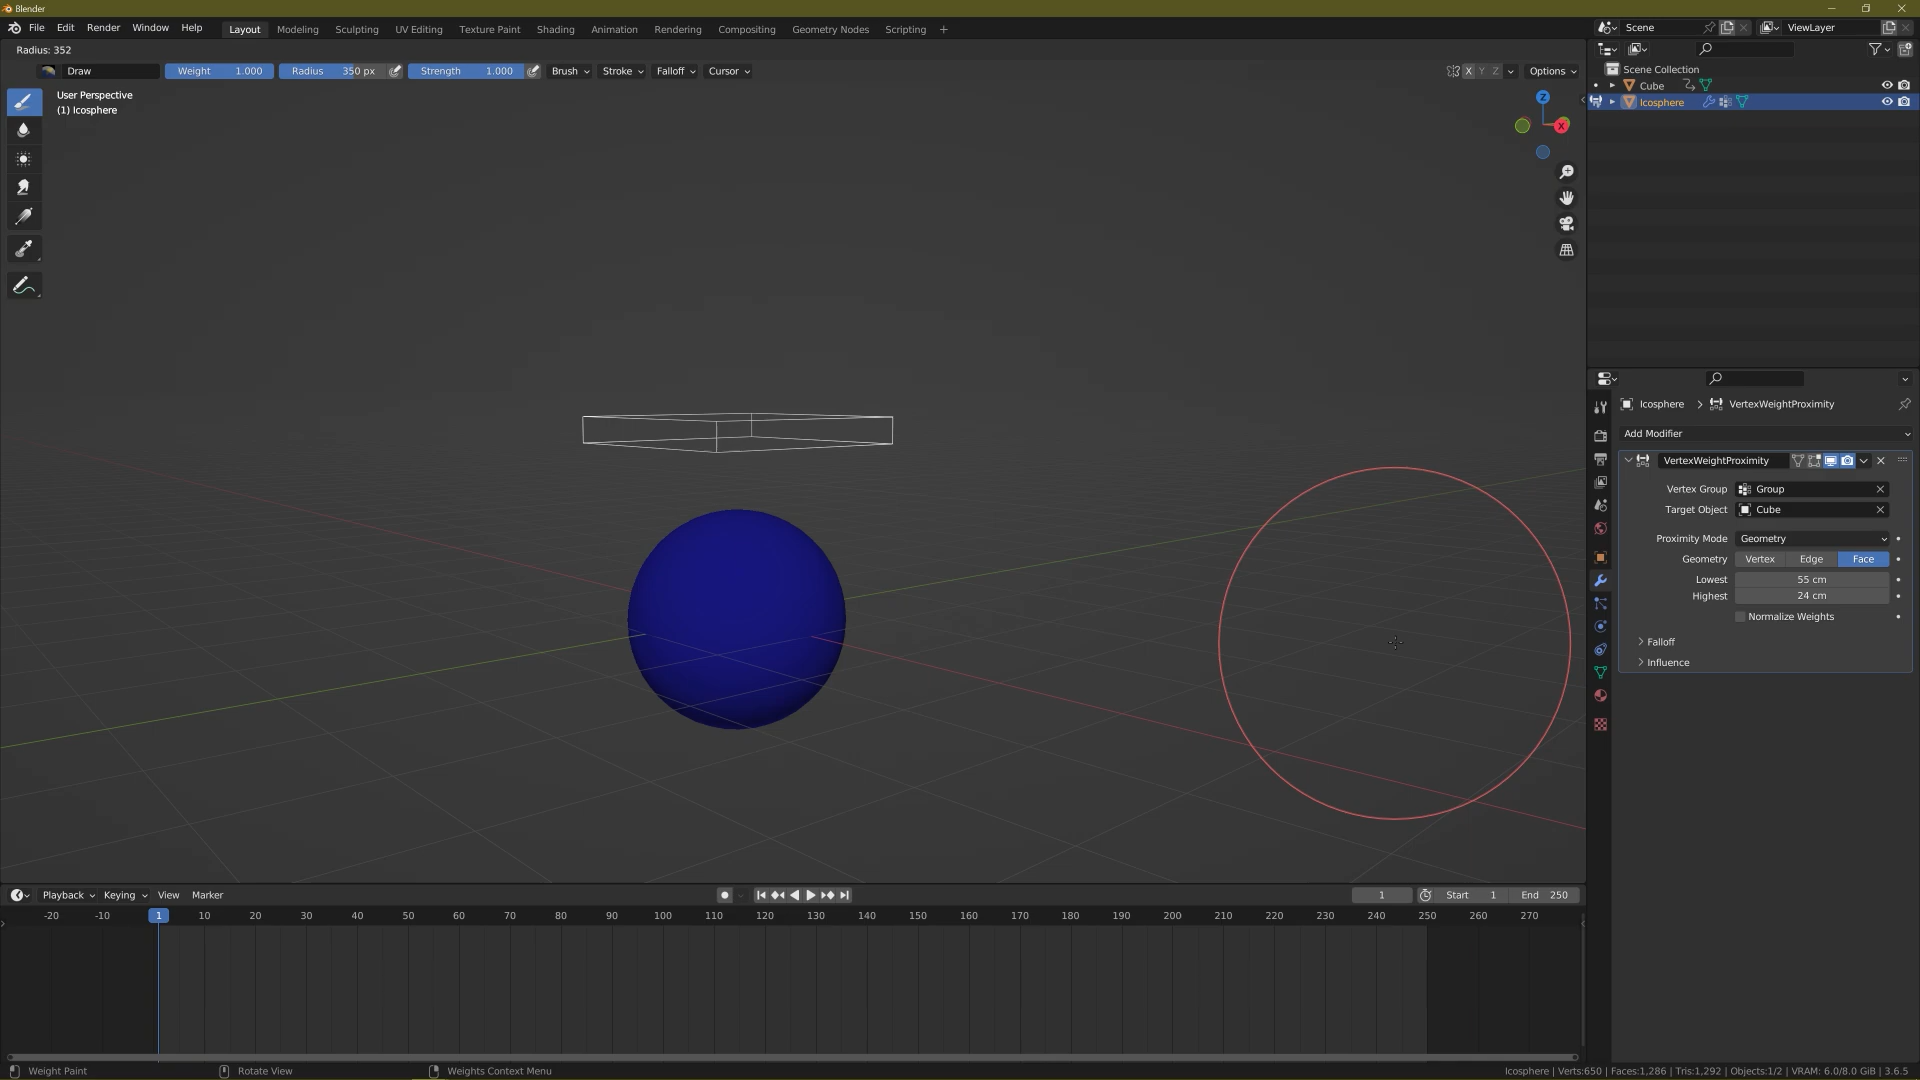 Blender
File Edit Render Window Help
Layout Modeling Sculpting UV Editing Texture Paint Shading Animation Rendering Compositing Geometry Nodes Scripting +
Scene ViewLayer
Radius: 352
Draw Weight 1.000 Radius 350 px Strength 1.000 Brush Stroke Falloff Cursor X Y Z Options
User Perspective
(1) Icosphere
Z
X
Scene Collection
Cube
Icosphere
Icosphere > VertexWeightProximity
Add Modifier
VertexWeightProximity
Vertex Group Group
Target Object Cube
Proximity Mode Geometry
Geometry Vertex Edge Face
Lowest 55 cm
Highest 24 cm
Normalize Weights
Falloff
Influence
Playback Keying View Marker 1 Start 1 End 250
-20 -10 1 10 20 30 40 50 60 70 80 90 100 110 120 130 140 150 160 170 180 190 200 210 220 230 240 250 260 270
Weight Paint Rotate View Weights Context Menu Icosphere | Verts:650 | Faces:1,286 | Tris:1,292 | Objects:1/2 | VRAM: 6.0/8.0 GiB | 3.6.5